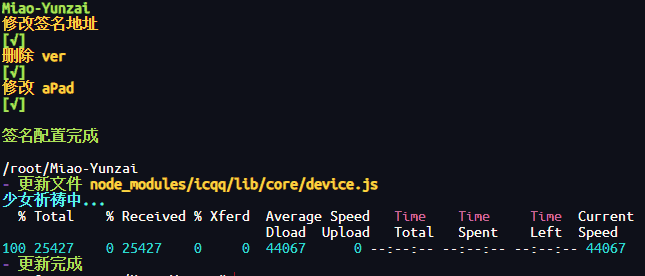 Miao-Yunzai
修改签名地址
[√]
删除 ver
[√]
修改 aPad
[√]
签名配置完成
/root/Miao-Yunzai
- 更新文件 node_modules/icqq/lib/core/device.js
少女祈祷中...
% Total % Received % Xferd Average Speed Time Time Time Current
Dload Upload Total Spent Left Speed
100 25427 0 25427 0 0 44067 0 --:--:-- --:--:-- --:--:-- 44067
- 更新完成